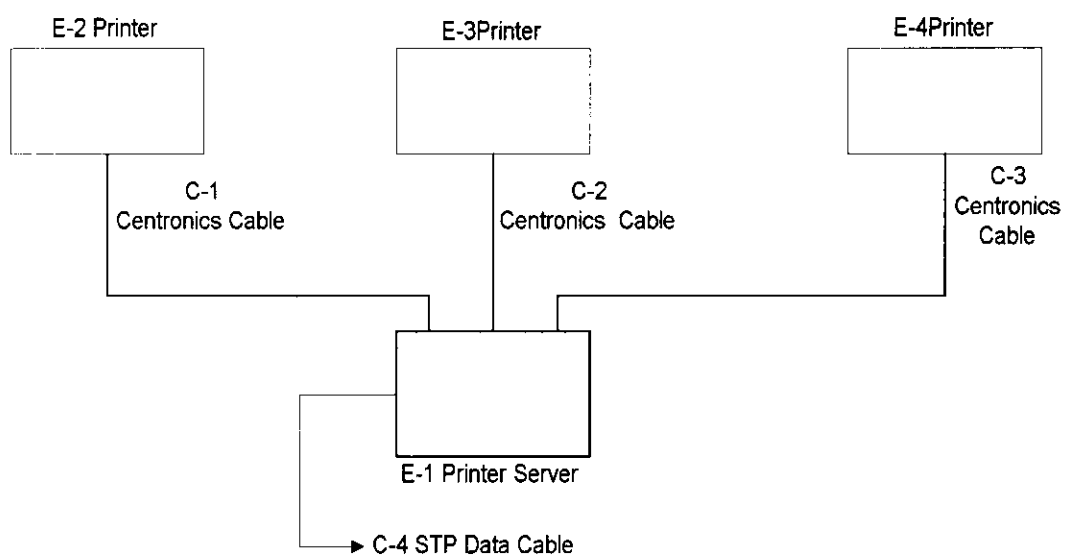 E-2 Printer
E-3Printer
E-4Printer
C-1
Centronics Cable
C-2
Centronics Cable
C-3
Centronics
Cable
E-1 Printer Server
C-4 STP Data Cable